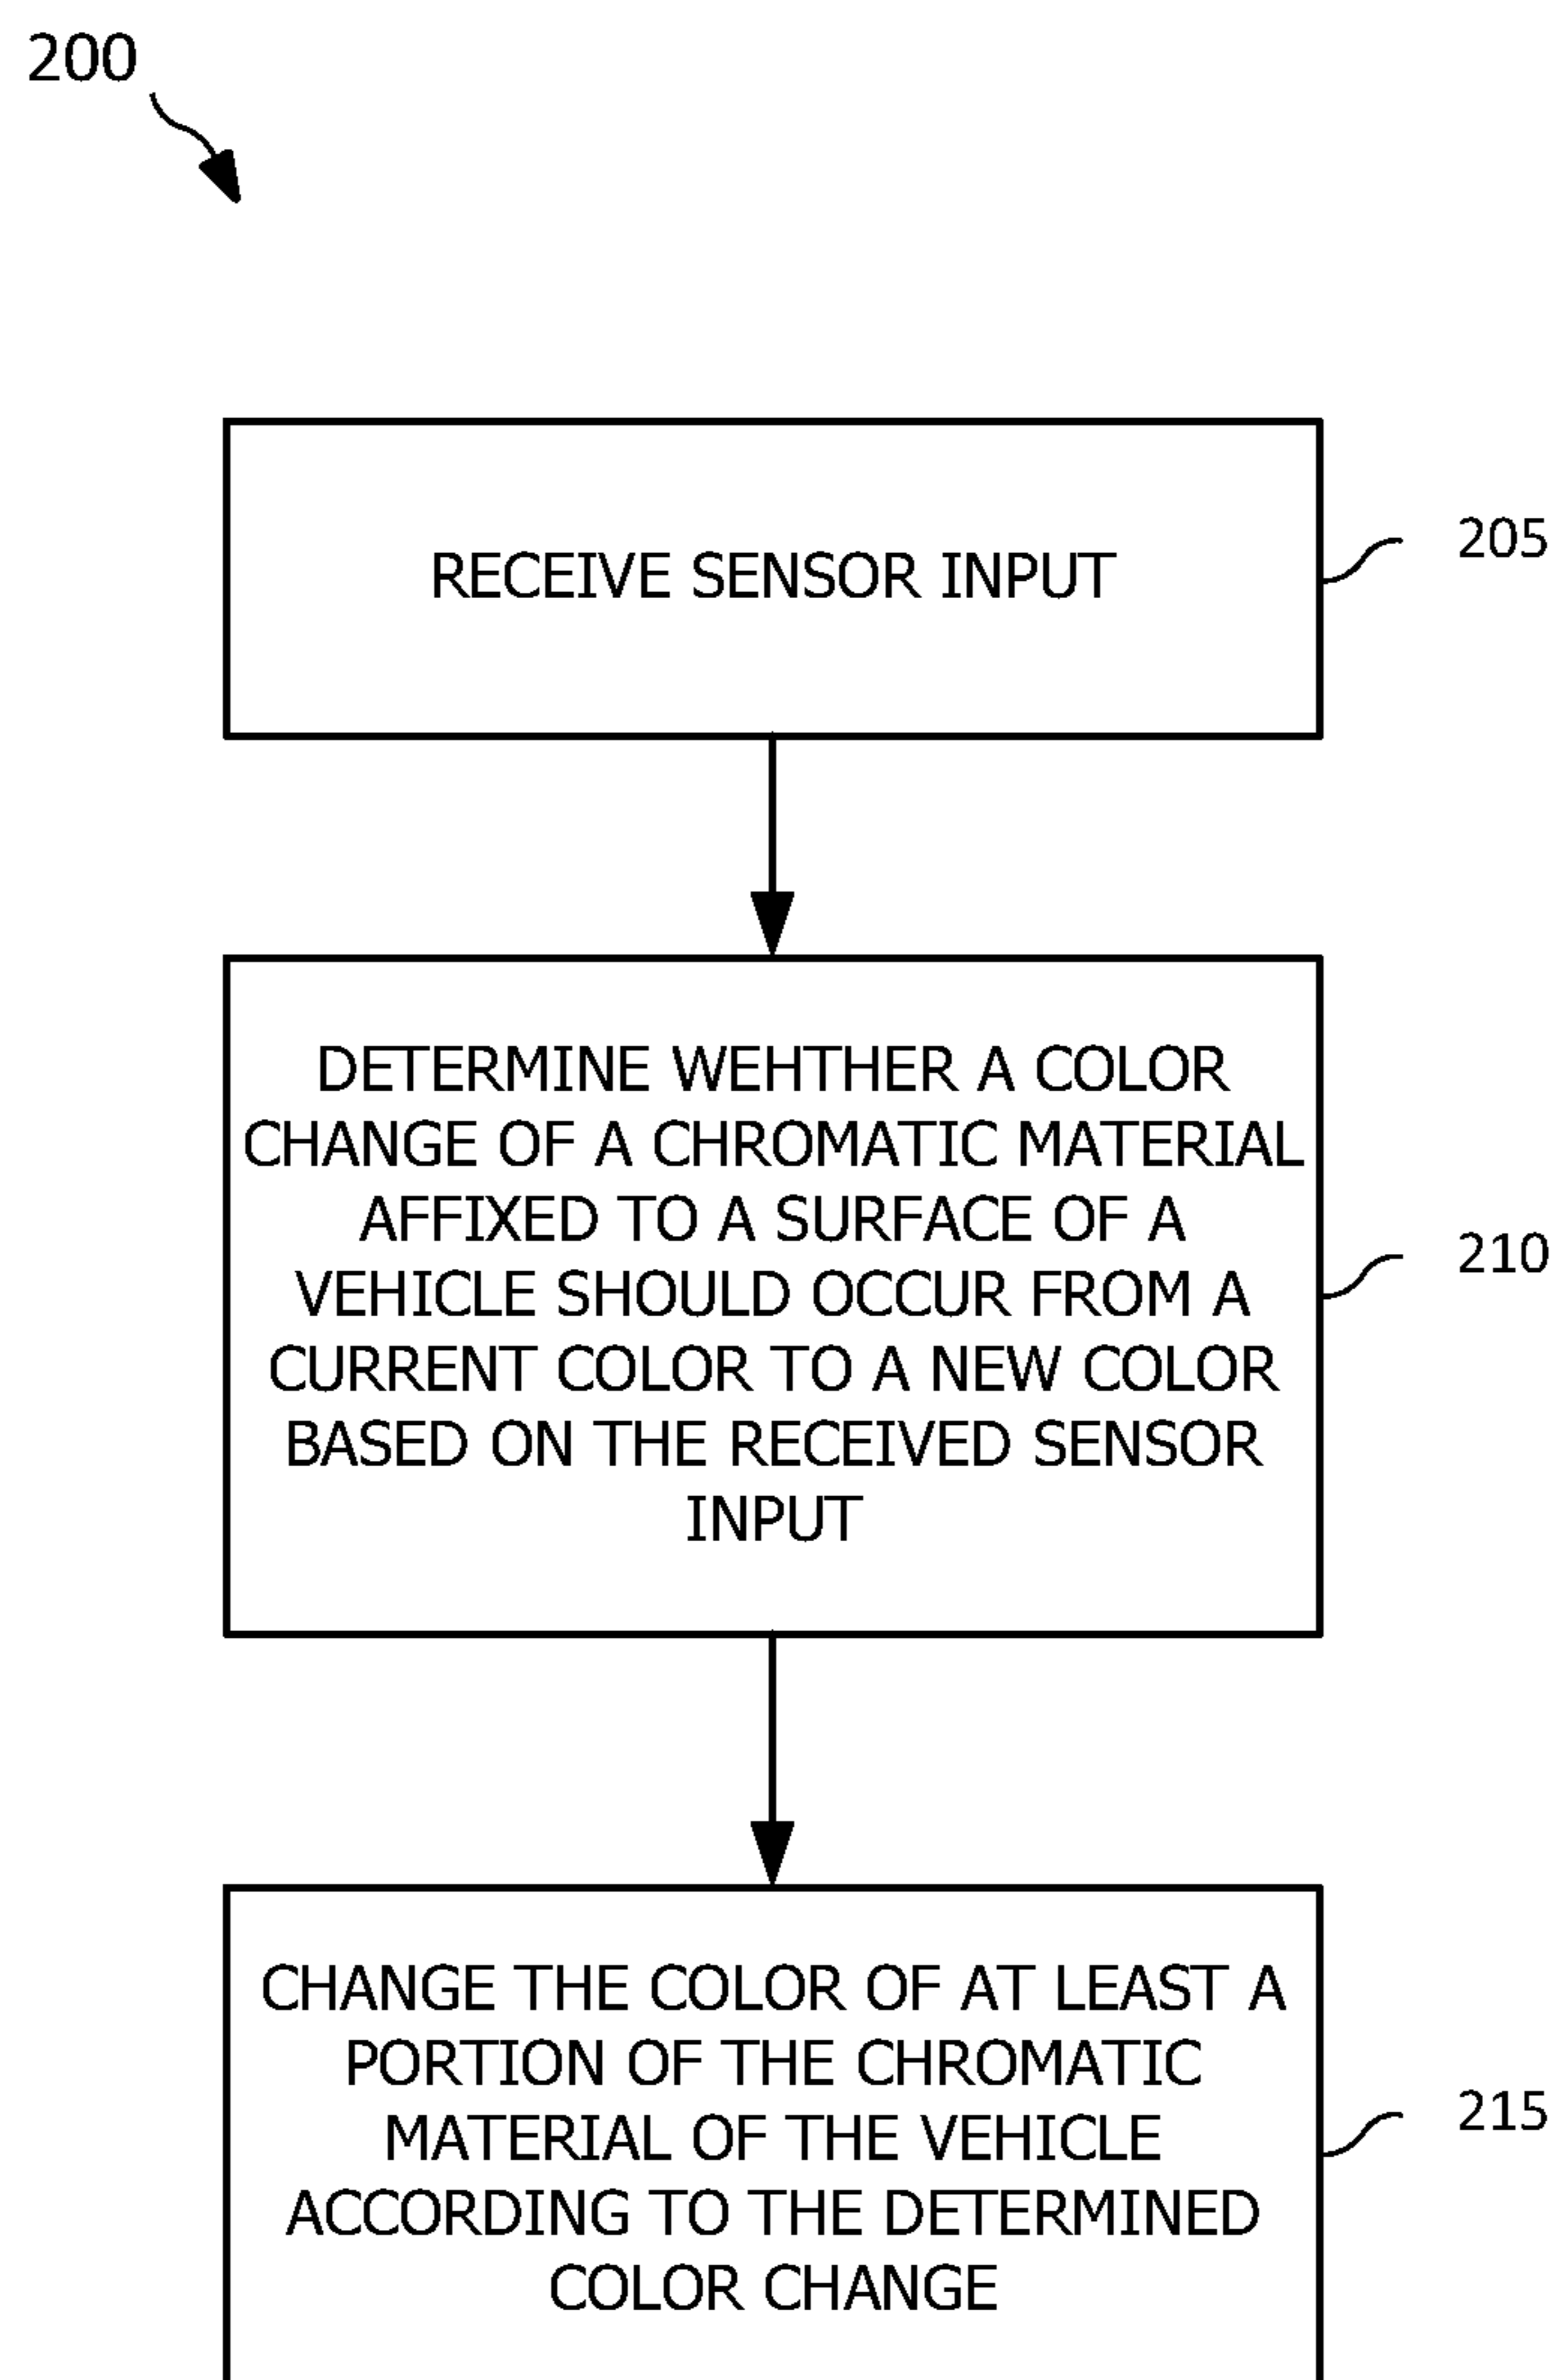 200
RECEIVE SENSOR INPUT
205
DETERMINE WEHTHER A COLOR
CHANGE OF A CHROMATIC MATERIAL
AFFIXED TO A SURFACE OF A
VEHICLE SHOULD OCCUR FROM A
CURRENT COLOR TO A NEW COLOR
BASED ON THE RECEIVED SENSOR
INPUT
210
CHANGE THE COLOR OF AT LEAST A
PORTION OF THE CHROMATIC
MATERIAL OF THE VEHICLE
ACCORDING TO THE DETERMINED
COLOR CHANGE
215